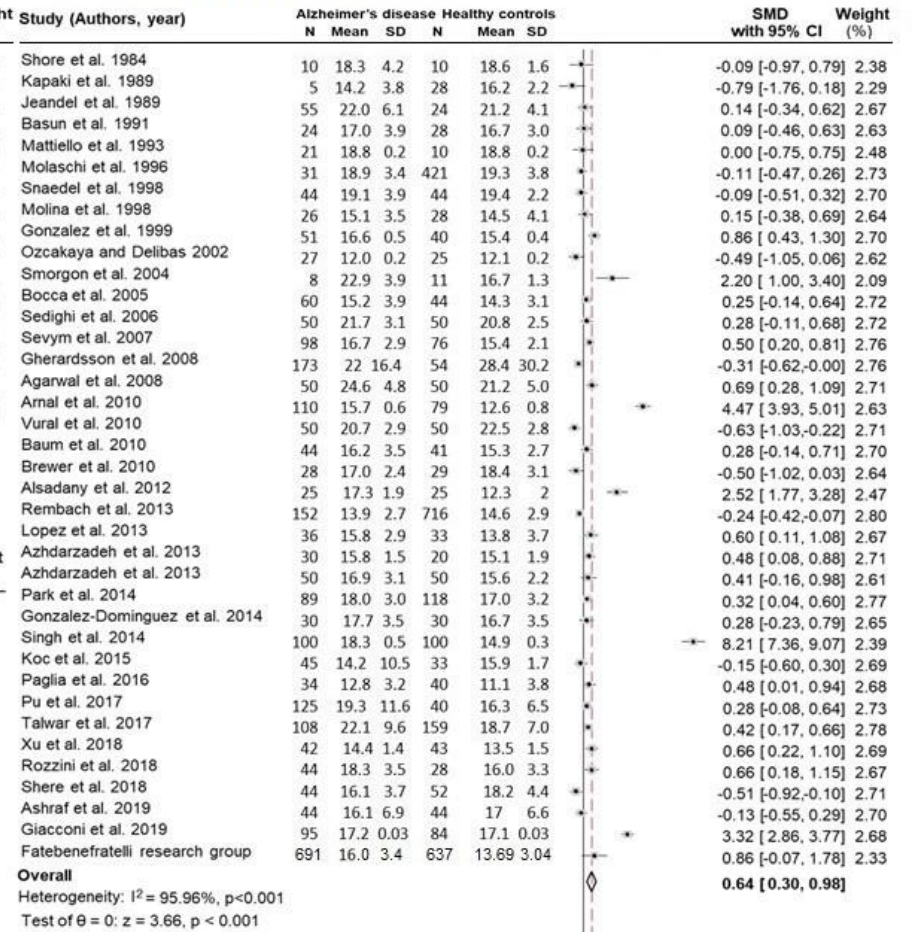 ht Study (Authors, year) Alzheimer's disease Healthy controls SMD Weight
N Mean SD N Mean SD with 95% CI (%)
Shore et al. 1984 10 18.3 4.2 10 18.6 1.6 -0.09 [-0.97, 0.79] 2.38
Kapaki et al. 1989 5 14.2 3.8 28 16.2 2.2 -0.79 [-1.76, 0.18] 2.29
Jeandel et al. 1989 55 22.0 6.1 24 21.2 4.1 0.14 [-0.34, 0.62] 2.67
Basun et al. 1991 24 17.0 3.9 28 16.7 3.0 0.09 [-0.46, 0.63] 2.63
Mattiello et al. 1993 21 18.8 0.2 10 18.8 0.2 0.00 [-0.75, 0.75] 2.48
Molaschi et al. 1996 31 18.9 3.4 421 19.3 3.8 -0.11 [-0.47, 0.26] 2.73
Snaedel et al. 1998 44 19.1 3.9 44 19.4 2.2 -0.09 [-0.51, 0.32] 2.70
Molina et al. 1998 26 15.1 3.5 28 14.5 4.1 0.15 [-0.38, 0.69] 2.64
Gonzalez et al. 1999 51 16.6 0.5 40 15.4 0.4 0.86 [ 0.43, 1.30] 2.70
Ozcakaya and Delibas 2002 27 12.0 0.2 25 12.1 0.2 -0.49 [-1.05, 0.06] 2.62
Smorgon et al. 2004 8 22.9 3.9 11 16.7 1.3 2.20 [ 1.00, 3.40] 2.09
Bocca et al. 2005 60 15.2 3.9 44 14.3 3.1 0.25 [-0.14, 0.64] 2.72
Sedighi et al. 2006 50 21.7 3.1 50 20.8 2.5 0.28 [-0.11, 0.68] 2.72
Sevym et al. 2007 98 16.7 2.9 76 15.4 2.1 0.50 [ 0.20, 0.81] 2.76
Gherardsson et al. 2008 173 22 16.4 54 28.4 30.2 -0.31 [-0.62,-0.00] 2.76
Agarwal et al. 2008 50 24.6 4.8 50 21.2 5.0 0.69 [ 0.28, 1.09] 2.71
Arnal et al. 2010 110 15.7 0.6 79 12.6 0.8 4.47 [ 3.93, 5.01] 2.63
Vural et al. 2010 50 20.7 2.9 50 22.5 2.8 -0.63 [-1.03,-0.22] 2.71
Baum et al. 2010 44 16.2 3.5 41 15.3 2.7 0.28 [-0.14, 0.71] 2.70
Brewer et al. 2010 28 17.0 2.4 29 18.4 3.1 -0.50 [-1.02, 0.03] 2.64
Alsadany et al. 2012 25 17.3 1.9 25 12.3 2 2.52 [ 1.77, 3.28] 2.47
Rembach et al. 2013 152 13.9 2.7 716 14.6 2.9 -0.24 [-0.42,-0.07] 2.80
Lopez et al. 2013 36 15.8 2.9 33 13.8 3.7 0.60 [ 0.11, 1.08] 2.67
t Azhdarzadeh et al. 2013 30 15.8 1.5 20 15.1 1.9 0.48 [ 0.08, 0.88] 2.71
Azhdarzadeh et al. 2013 50 16.9 3.1 50 15.6 2.2 0.41 [-0.16, 0.98] 2.61
Park et al. 2014 89 18.0 3.0 118 17.0 3.2 0.32 [ 0.04, 0.60] 2.77
Gonzalez-Dominguez et al. 2014 30 17.7 3.5 30 16.7 3.5 0.28 [-0.23, 0.79] 2.65
Singh et al. 2014 100 18.3 0.5 100 14.9 0.3 8.21 [ 7.36, 9.07] 2.39
Koc et al. 2015 45 14.2 10.5 33 15.9 1.7 -0.15 [-0.60, 0.30] 2.69
Paglia et al. 2016 34 12.8 3.2 40 11.1 3.8 0.48 [ 0.01, 0.94] 2.68
Pu et al. 2017 125 19.3 11.6 40 16.3 6.5 0.28 [-0.08, 0.64] 2.73
Talwar et al. 2017 108 22.1 9.6 159 18.7 7.0 0.42 [ 0.17, 0.66] 2.78
Xu et al. 2018 42 14.4 1.4 43 13.5 1.5 0.66 [ 0.22, 1.10] 2.69
Rozzini et al. 2018 44 18.3 3.5 28 16.0 3.3 0.66 [ 0.18, 1.15] 2.67
Shere et al. 2018 44 16.1 3.7 52 18.2 4.4 -0.51 [-0.92,-0.10] 2.71
Ashraf et al. 2019 44 16.1 6.9 44 17 6.6 -0.13 [-0.55, 0.29] 2.70
Giacconi et al. 2019 95 17.2 0.03 84 17.1 0.03 3.32 [ 2.86, 3.77] 2.68
Fatebenefratelli research group 691 16.0 3.4 637 13.69 3.04 0.86 [-0.07, 1.78] 2.33
Overall 0.64 [ 0.30, 0.98]
Heterogeneity: I² = 95.96%, p<0.001
Test of θ = 0: z = 3.66, p < 0.001